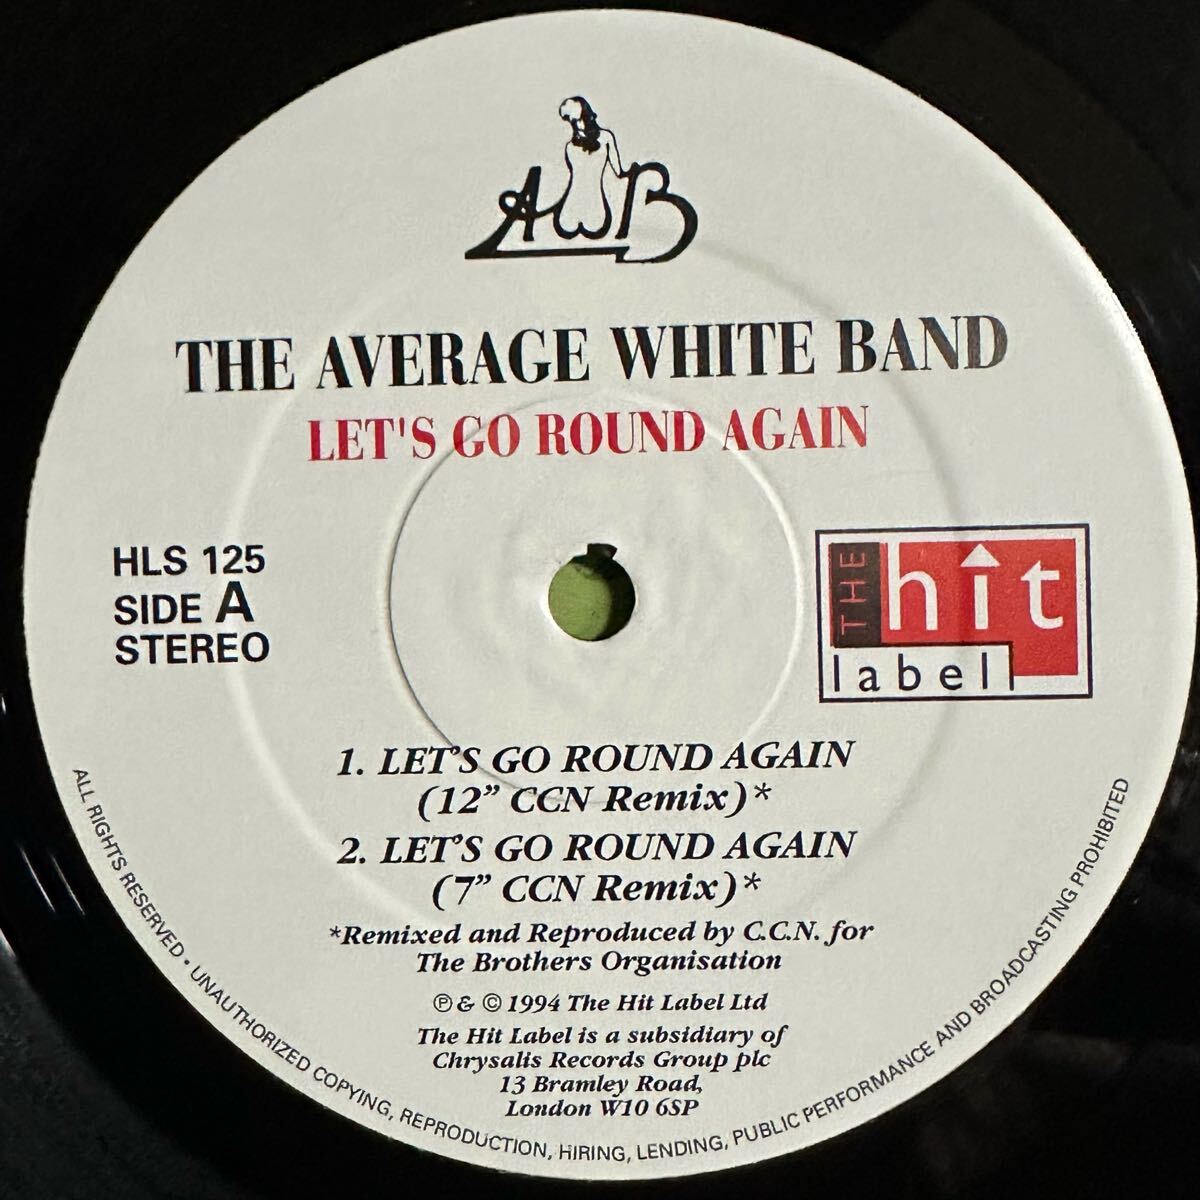 AWB
THE AVERAGE WHITE BAND
LET'S GO ROUND AGAIN
HLS 125
SIDE A
STEREO
THE hit
label
1. LET'S GO ROUND AGAIN
(12" CCN Remix)*
2. LET'S GO ROUND AGAIN
(7" CCN Remix)*
*Remixed and Reproduced by C.C.N. for
The Brothers Organisation
℗ & © 1994 The Hit Label Ltd
The Hit Label is a subsidiary of
Chrysalis Records Group plc
13 Bramley Road,
London W10 6SP
ALL RIGHTS RESERVED • UNAUTHORIZED COPYING, REPRODUCTION, HIRING, LENDING, PUBLIC PERFORMANCE AND BROADCASTING PROHIBITED